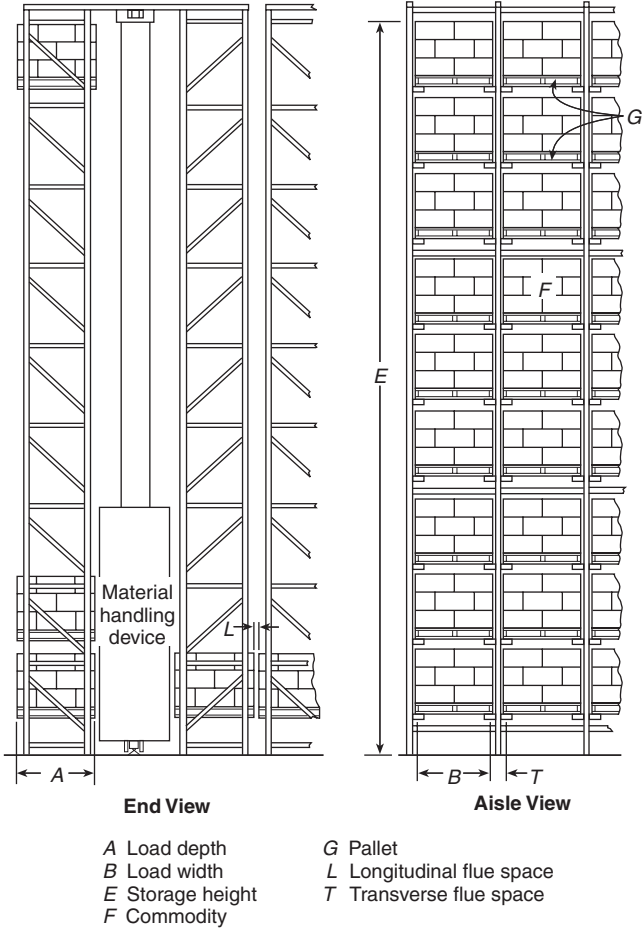 G
F
E
Material
handling
device
L
A
B
T
End View
Aisle View
A Load depth
B Load width
E Storage height
F Commodity
G Pallet
L Longitudinal flue space
T Transverse flue space